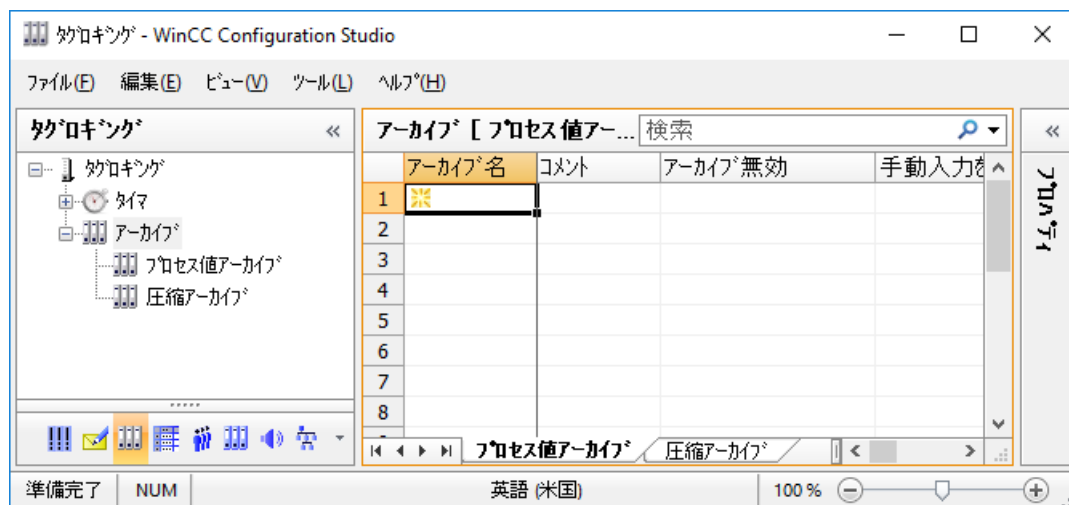 ﾀｸﾞﾛｷﾞﾝｸﾞ - WinCC Configuration Studio
ﾌｧｲﾙ(F) 編集(E) ﾋﾞｭｰ(V) ﾂｰﾙ(L) ﾍﾙﾌﾟ(H)
ﾀｸﾞﾛｷﾞﾝｸﾞ «
ｱｰｶｲﾌﾞ [ ﾌﾟﾛｾｽ値ｱｰ... 検索
«
ﾌﾟﾛﾊﾟﾃｨ
ﾀｸﾞﾛｷﾞﾝｸﾞ
ﾀｲﾏ
ｱｰｶｲﾌﾞ
ﾌﾟﾛｾｽ値ｱｰｶｲﾌﾞ
圧縮ｱｰｶｲﾌﾞ
ｱｰｶｲﾌﾞ名 ｺﾒﾝﾄ ｱｰｶｲﾌﾞ無効 手動入力を
1
2
3
4
5
6
7
8
ﾌﾟﾛｾｽ値ｱｰｶｲﾌﾞ 圧縮ｱｰｶｲﾌﾞ
準備完了 NUM 英語 (米国) 100 %